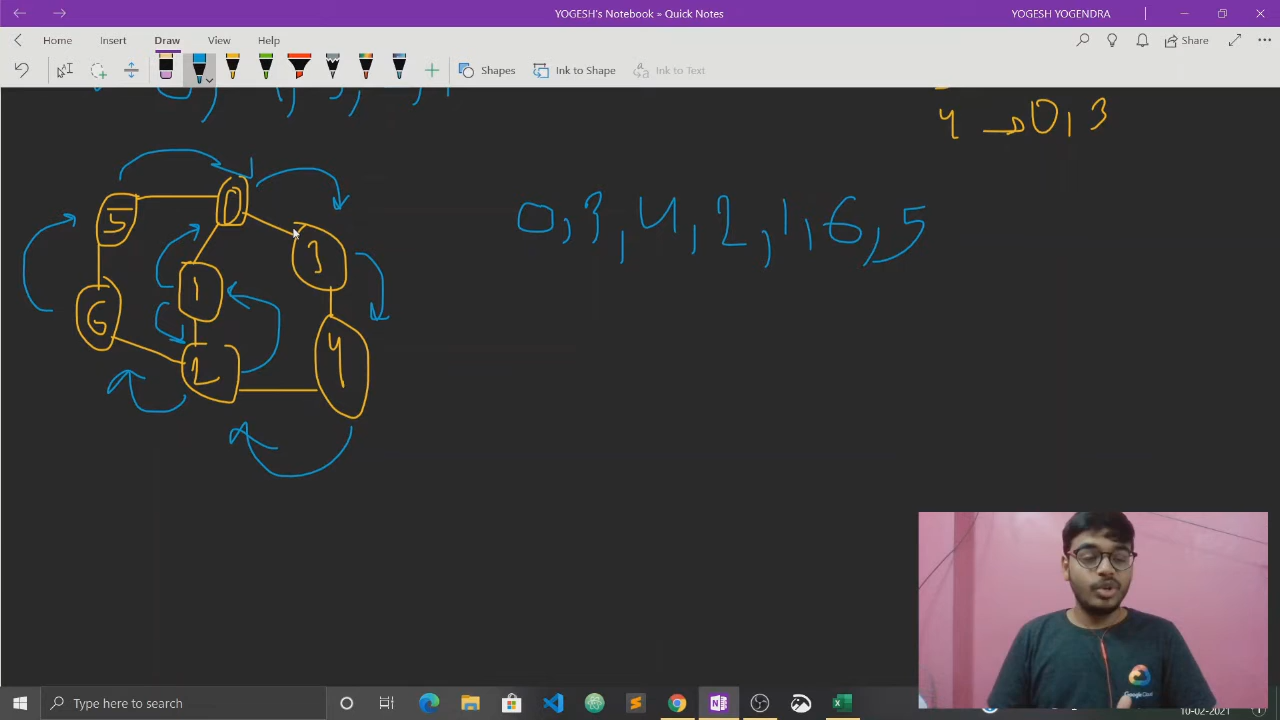 YOGESH's Notebook » Quick Notes
YOGESH YOGENDRA
Home Insert Draw View Help
Share
Shapes
Ink to Shape
Ink to Text
4 → 0, 3
5
0
3
1
6
2
4
0, 3, 4, 2, 1, 6, 5
Google Cloud
Type here to search
10-02-2021